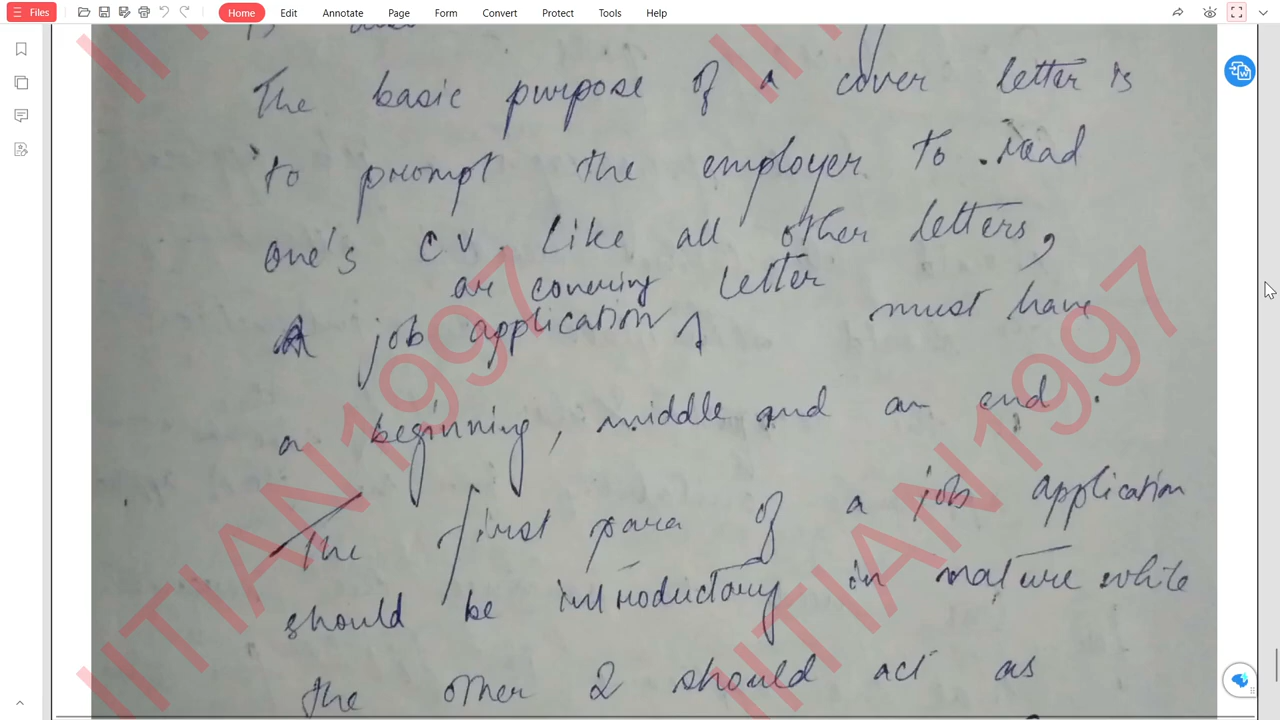 Files
Home
Edit
Annotate
Page
Form
Convert
Protect
Tools
Help
The basic purpose of a cover letter is
to prompt the employer to read
one's CV. Like all other letters,
covering letter
A job application must have
a beginning, middle and an end.
The first para of a job application
should be introductory in nature while
the other 2 should act as
IITIAN1997
IITIAN1997